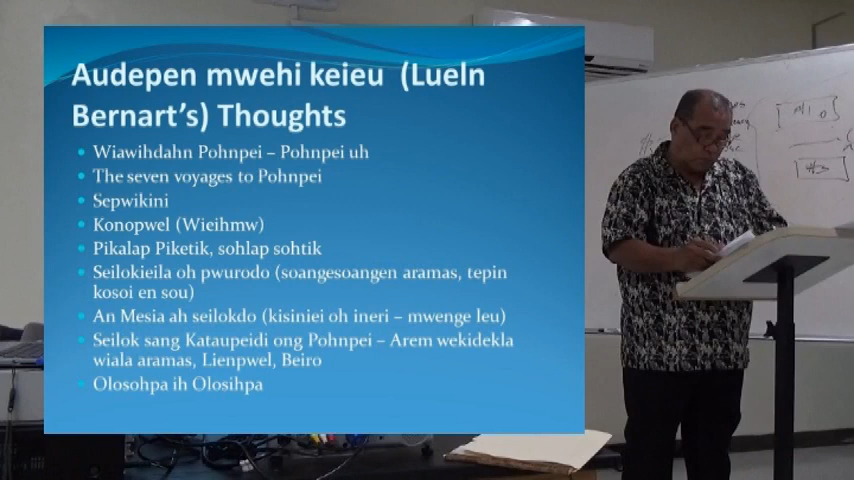 Audepen mwehi keieu (Lueln
Bernart's) Thoughts
Wiawihdahn Pohnpei – Pohnpei uh
The seven voyages to Pohnpei
Sepwikini
Konopwel (Wieihmw)
Pikalap Piketik, sohlap sohtik
Seilokieila oh pwurodo (soangesoangen aramas, tepin
kosoi en sou)
An Mesia ah seilokdo (kisiniei oh ineri – mwenge leu)
Seilok sang Kataupeidi ong Pohnpei – Arem wekidekla
wiala aramas, Lienpwel, Beiro
Olosohpa ih Olosihpa